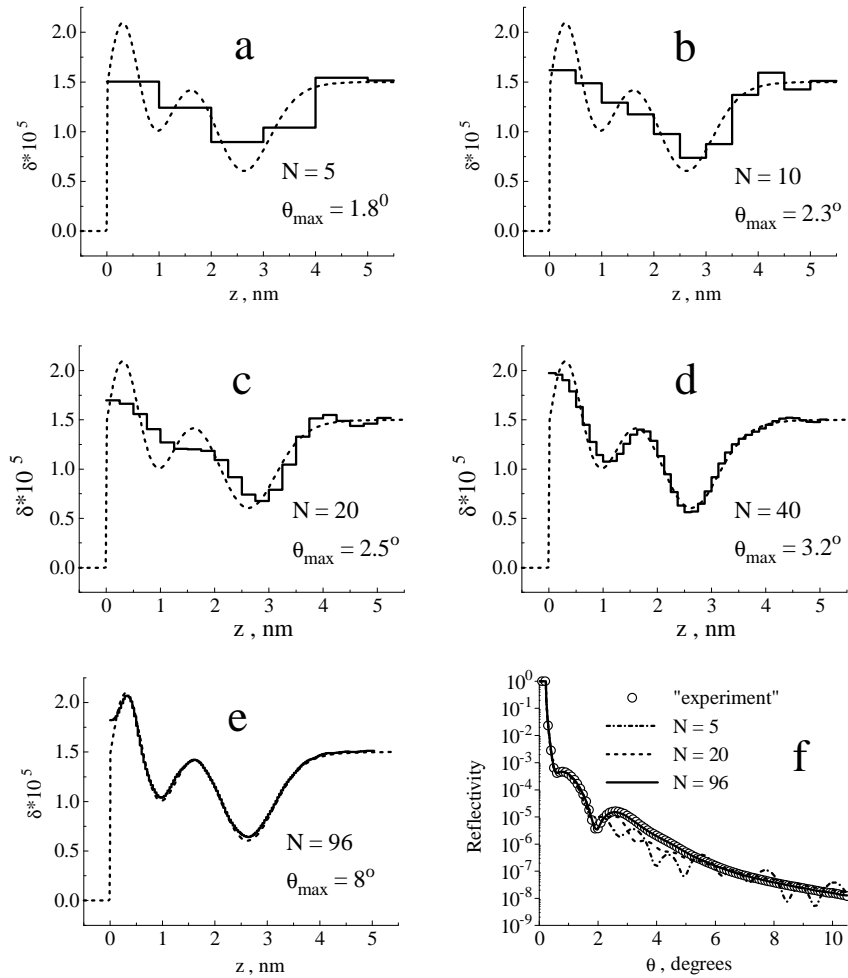 a
2.0
1.5
1.0
0.5
0.0
δ*10⁵
N = 5
θmax = 1.8⁰
0 1 2 3 4 5
z , nm
b
2.0
1.5
1.0
0.5
0.0
δ*10⁵
N = 10
θmax = 2.3ᵒ
0 1 2 3 4 5
z , nm
c
2.0
1.5
1.0
0.5
0.0
δ*10⁵
N = 20
θmax = 2.5ᵒ
0 1 2 3 4 5
z , nm
d
2.0
1.5
1.0
0.5
0.0
δ*10⁵
N = 40
θmax = 3.2ᵒ
0 1 2 3 4 5
z , nm
e
2.0
1.5
1.0
0.5
0.0
δ*10⁵
N = 96
θmax = 8ᵒ
0 1 2 3 4 5
z , nm
f
"experiment"
N = 5
N = 20
N = 96
10⁰
10⁻¹
10⁻²
10⁻³
10⁻⁴
10⁻⁵
10⁻⁶
10⁻⁷
10⁻⁸
10⁻⁹
Reflectivity
0 2 4 6 8 10
θ , degrees